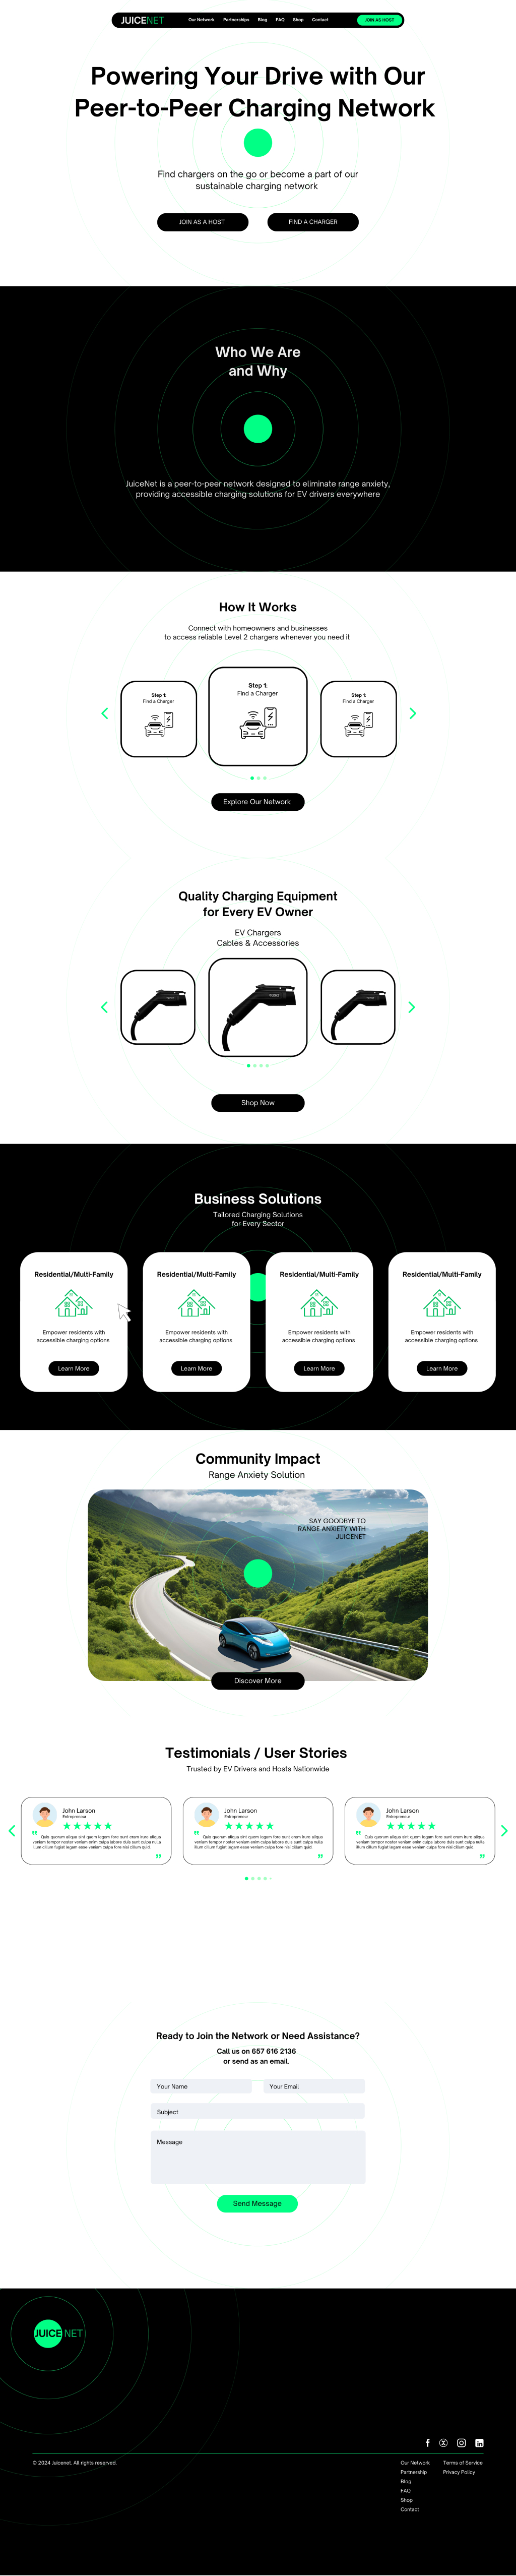 JUICENET
Our Network Partnerships Blog FAQ Shop Contact
JOIN AS HOST
Powering Your Drive with Our
Peer-to-Peer Charging Network
Find chargers on the go or become a part of our
sustainable charging network
JOIN AS A HOST
FIND A CHARGER
Who We Are
and Why
JuiceNet is a peer-to-peer network designed to eliminate range anxiety,
providing accessible charging solutions for EV drivers everywhere
How It Works
Connect with homeowners and businesses
to access reliable Level 2 chargers whenever you need it
Step 1:
Find a Charger
Step 1:
Find a Charger
Step 1:
Find a Charger
Explore Our Network
Quality Charging Equipment
for Every EV Owner
EV Chargers
Cables & Accessories
Shop Now
Business Solutions
Tailored Charging Solutions
for Every Sector
Residential/Multi-Family
Empower residents with
accessible charging options
Learn More
Residential/Multi-Family
Empower residents with
accessible charging options
Learn More
Residential/Multi-Family
Empower residents with
accessible charging options
Learn More
Residential/Multi-Family
Empower residents with
accessible charging options
Learn More
Community Impact
Range Anxiety Solution
SAY GOODBYE TO
RANGE ANXIETY WITH
JUICENET
Discover More
Testimonials / User Stories
Trusted by EV Drivers and Hosts Nationwide
John Larson
Entrepreneur
Quis quorum aliqua sint quem legam fore sunt eram irure aliqua
veniam tempor noster veniam enim culpa labore duis sunt culpa nulla
illum cillum fugiat legam esse veniam culpa fore nisi cillum quid.
John Larson
Entrepreneur
Quis quorum aliqua sint quem legam fore sunt eram irure aliqua
veniam tempor noster veniam enim culpa labore duis sunt culpa nulla
illum cillum fugiat legam esse veniam culpa fore nisi cillum quid.
John Larson
Entrepreneur
Quis quorum aliqua sint quem legam fore sunt eram irure aliqua
veniam tempor noster veniam enim culpa labore duis sunt culpa nulla
illum cillum fugiat legam esse veniam culpa fore nisi cillum quid.
Ready to Join the Network or Need Assistance?
Call us on 657 616 2136
or send as an email.
Your Name
Your Email
Subject
Message
Send Message
JUICENET
© 2024 Juicenet. All rights reserved.
Our Network
Partnership
Blog
FAQ
Shop
Contact
Terms of Service
Privacy Policy